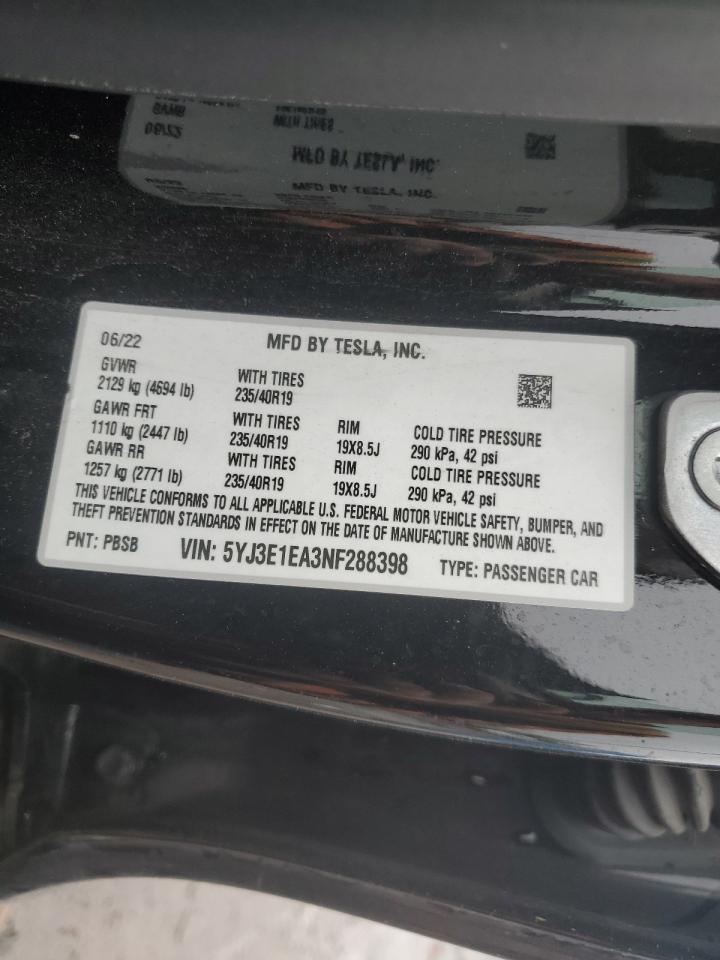 06/22 MFD BY TESLA, INC.
GVWR
2129 kg (4694 lb) WITH TIRES
235/40R19
GAWR FRT WITH TIRES RIM COLD TIRE PRESSURE
1110 kg (2447 lb) 235/40R19 19X8.5J 290 kPa, 42 psi
GAWR RR WITH TIRES RIM COLD TIRE PRESSURE
1257 kg (2771 lb) 235/40R19 19X8.5J 290 kPa, 42 psi
THIS VEHICLE CONFORMS TO ALL APPLICABLE U.S. FEDERAL MOTOR VEHICLE SAFETY, BUMPER, AND
THEFT PREVENTION STANDARDS IN EFFECT ON THE DATE OF MANUFACTURE SHOWN ABOVE.
PNT: PBSB VIN: 5YJ3E1EA3NF288398 TYPE: PASSENGER CAR